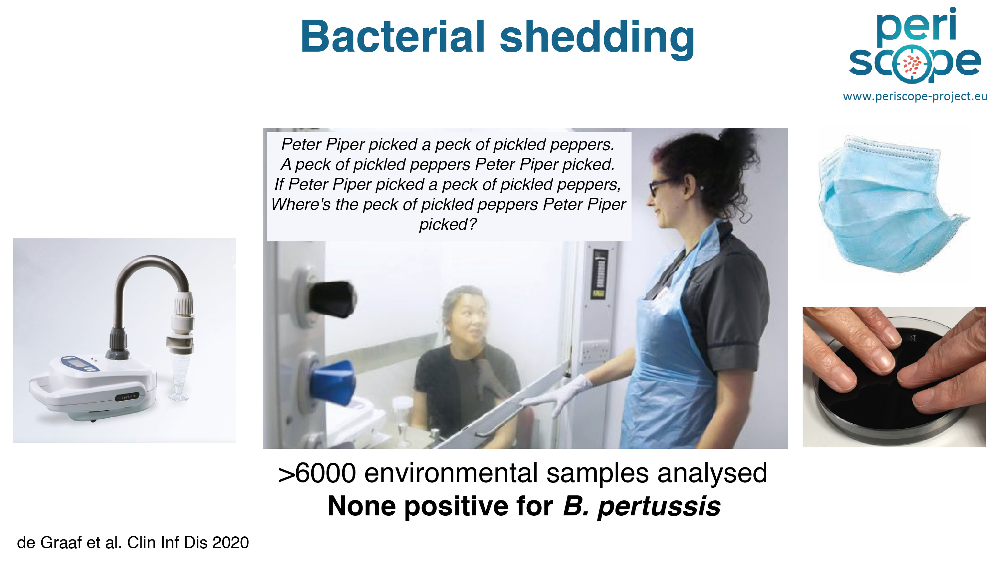 Bacterial shedding
peri
scope
www.periscope-project.eu
Peter Piper picked a peck of pickled peppers.
A peck of pickled peppers Peter Piper picked.
If Peter Piper picked a peck of pickled peppers,
Where's the peck of pickled peppers Peter Piper
picked?
>6000 environmental samples analysed
None positive for B. pertussis
de Graaf et al. Clin Inf Dis 2020